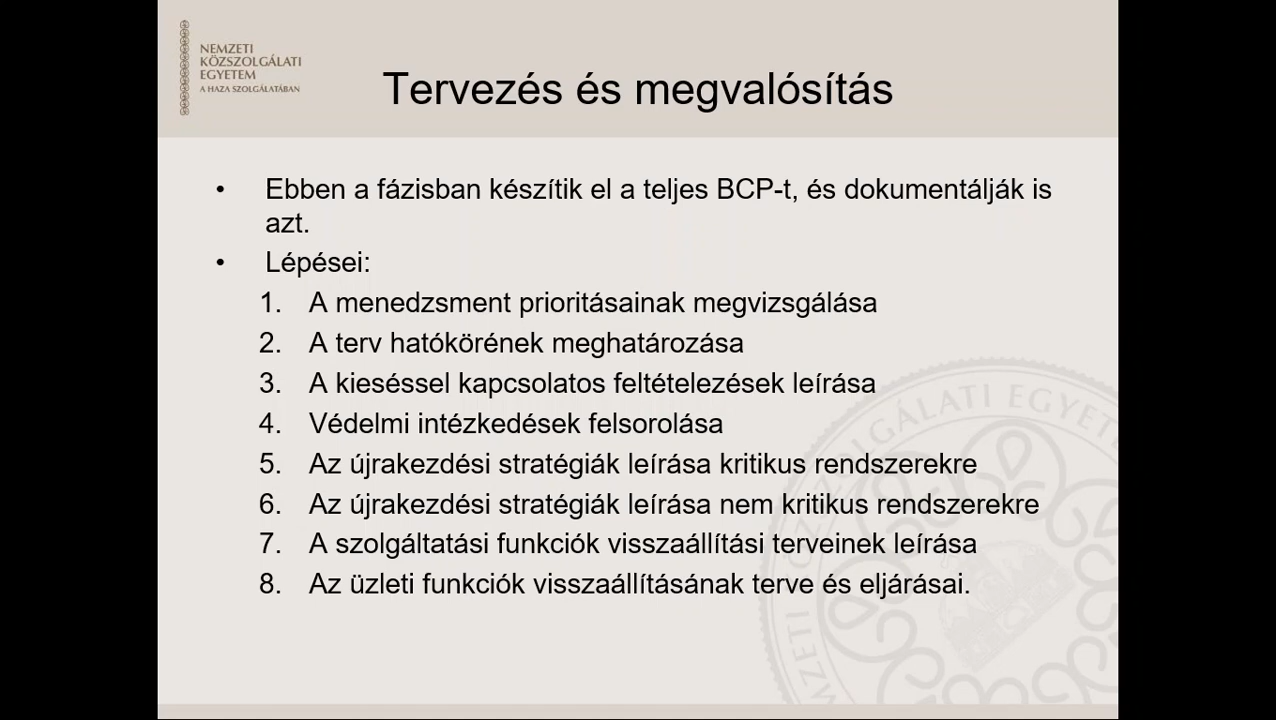 NEMZETI
KÖZSZOLGÁLATI
EGYETEM
A HAZA SZOLGÁLATÁBAN
Tervezés és megvalósítás
• Ebben a fázisban készítik el a teljes BCP-t, és dokumentálják is
azt.
• Lépései:
1. A menedzsment prioritásainak megvizsgálása
2. A terv hatókörének meghatározása
3. A kieséssel kapcsolatos feltételezések leírása
4. Védelmi intézkedések felsorolása
5. Az újrakezdési stratégiák leírása kritikus rendszerekre
6. Az újrakezdési stratégiák leírása nem kritikus rendszerekre
7. A szolgáltatási funkciók visszaállítási terveinek leírása
8. Az üzleti funkciók visszaállításának terve és eljárásai.
MZETI KÖZSZOLGÁLATI EGYETE